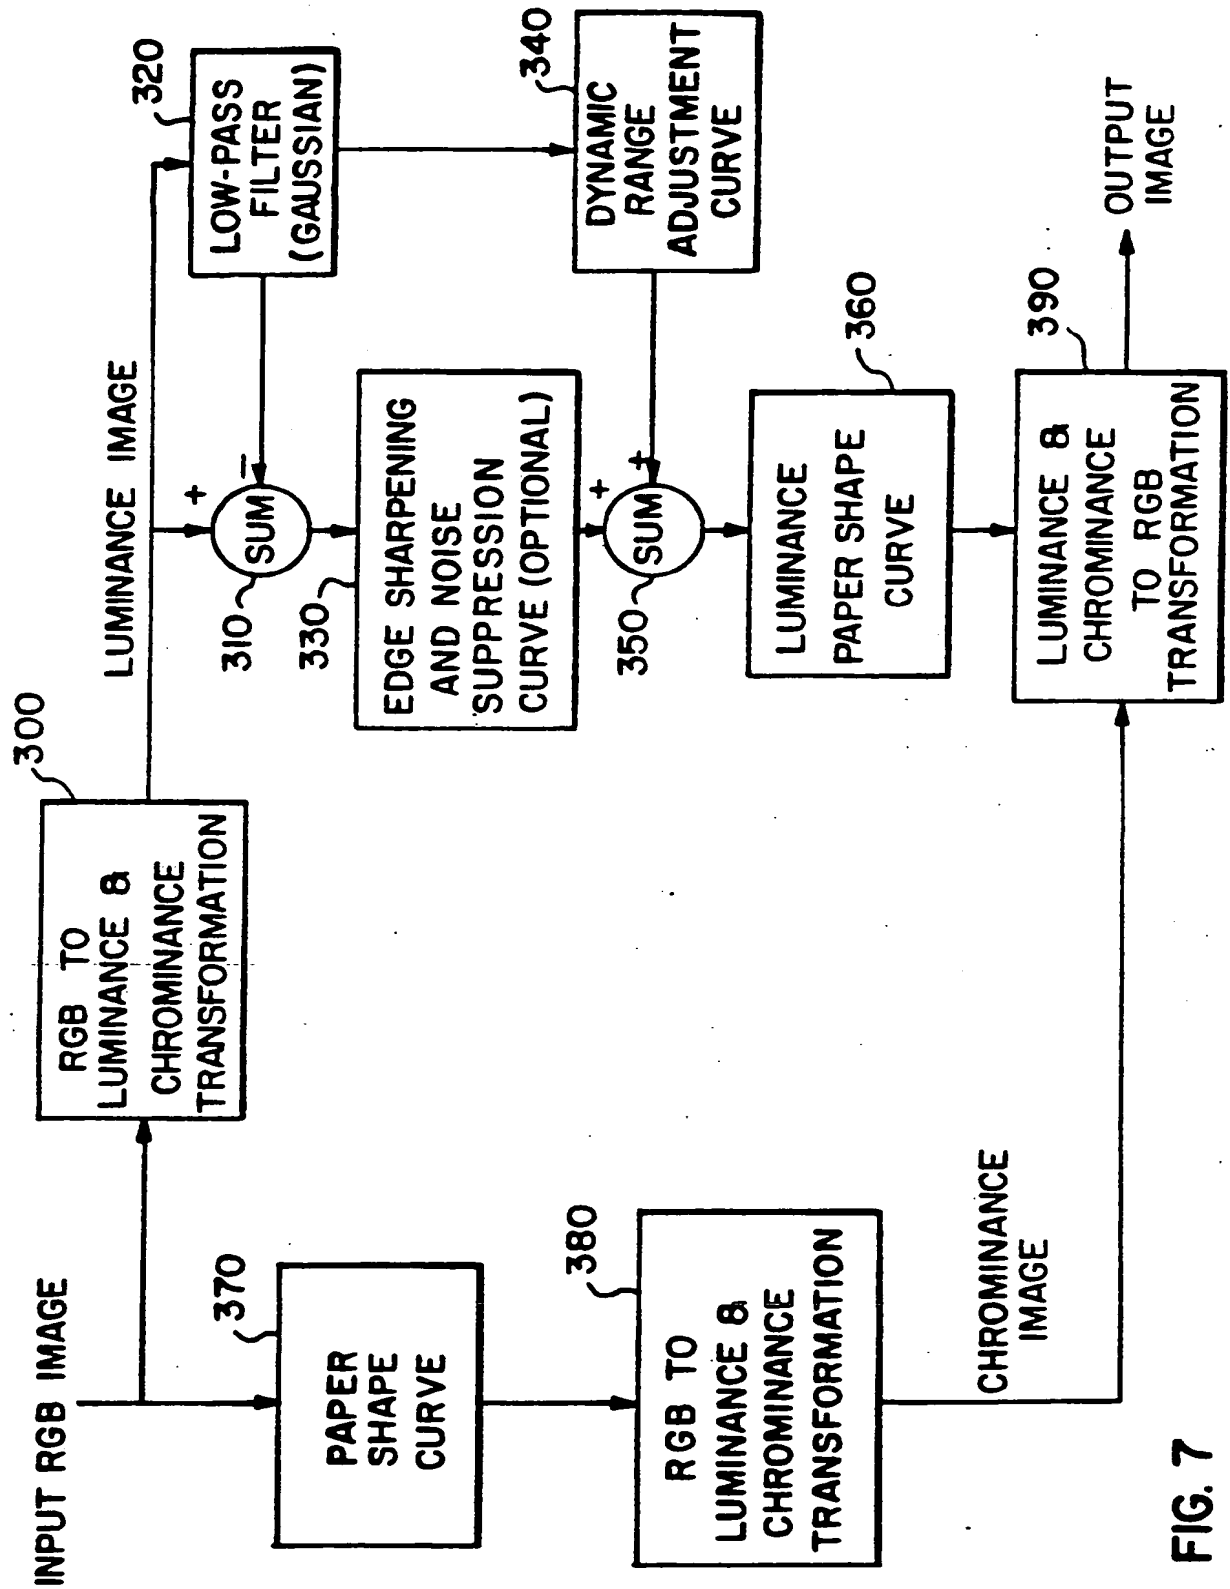 INPUT RGB IMAGE
300
RGB TO
LUMINANCE &
CHROMINANCE
TRANSFORMATION
LUMINANCE IMAGE
320
LOW-PASS
FILTER
(GAUSSIAN)
+
−
SUM
310
330
EDGE SHARPENING
AND NOISE
SUPPRESSION
CURVE (OPTIONAL)
340
DYNAMIC
RANGE
ADJUSTMENT
CURVE
+
+
SUM
350
360
LUMINANCE
PAPER SHAPE
CURVE
370
PAPER
SHAPE
CURVE
380
RGB TO
LUMINANCE &
CHROMINANCE
TRANSFORMATION
CHROMINANCE
IMAGE
390
LUMINANCE &
CHROMINANCE
TO RGB
TRANSFORMATION
OUTPUT
IMAGE
FIG. 7